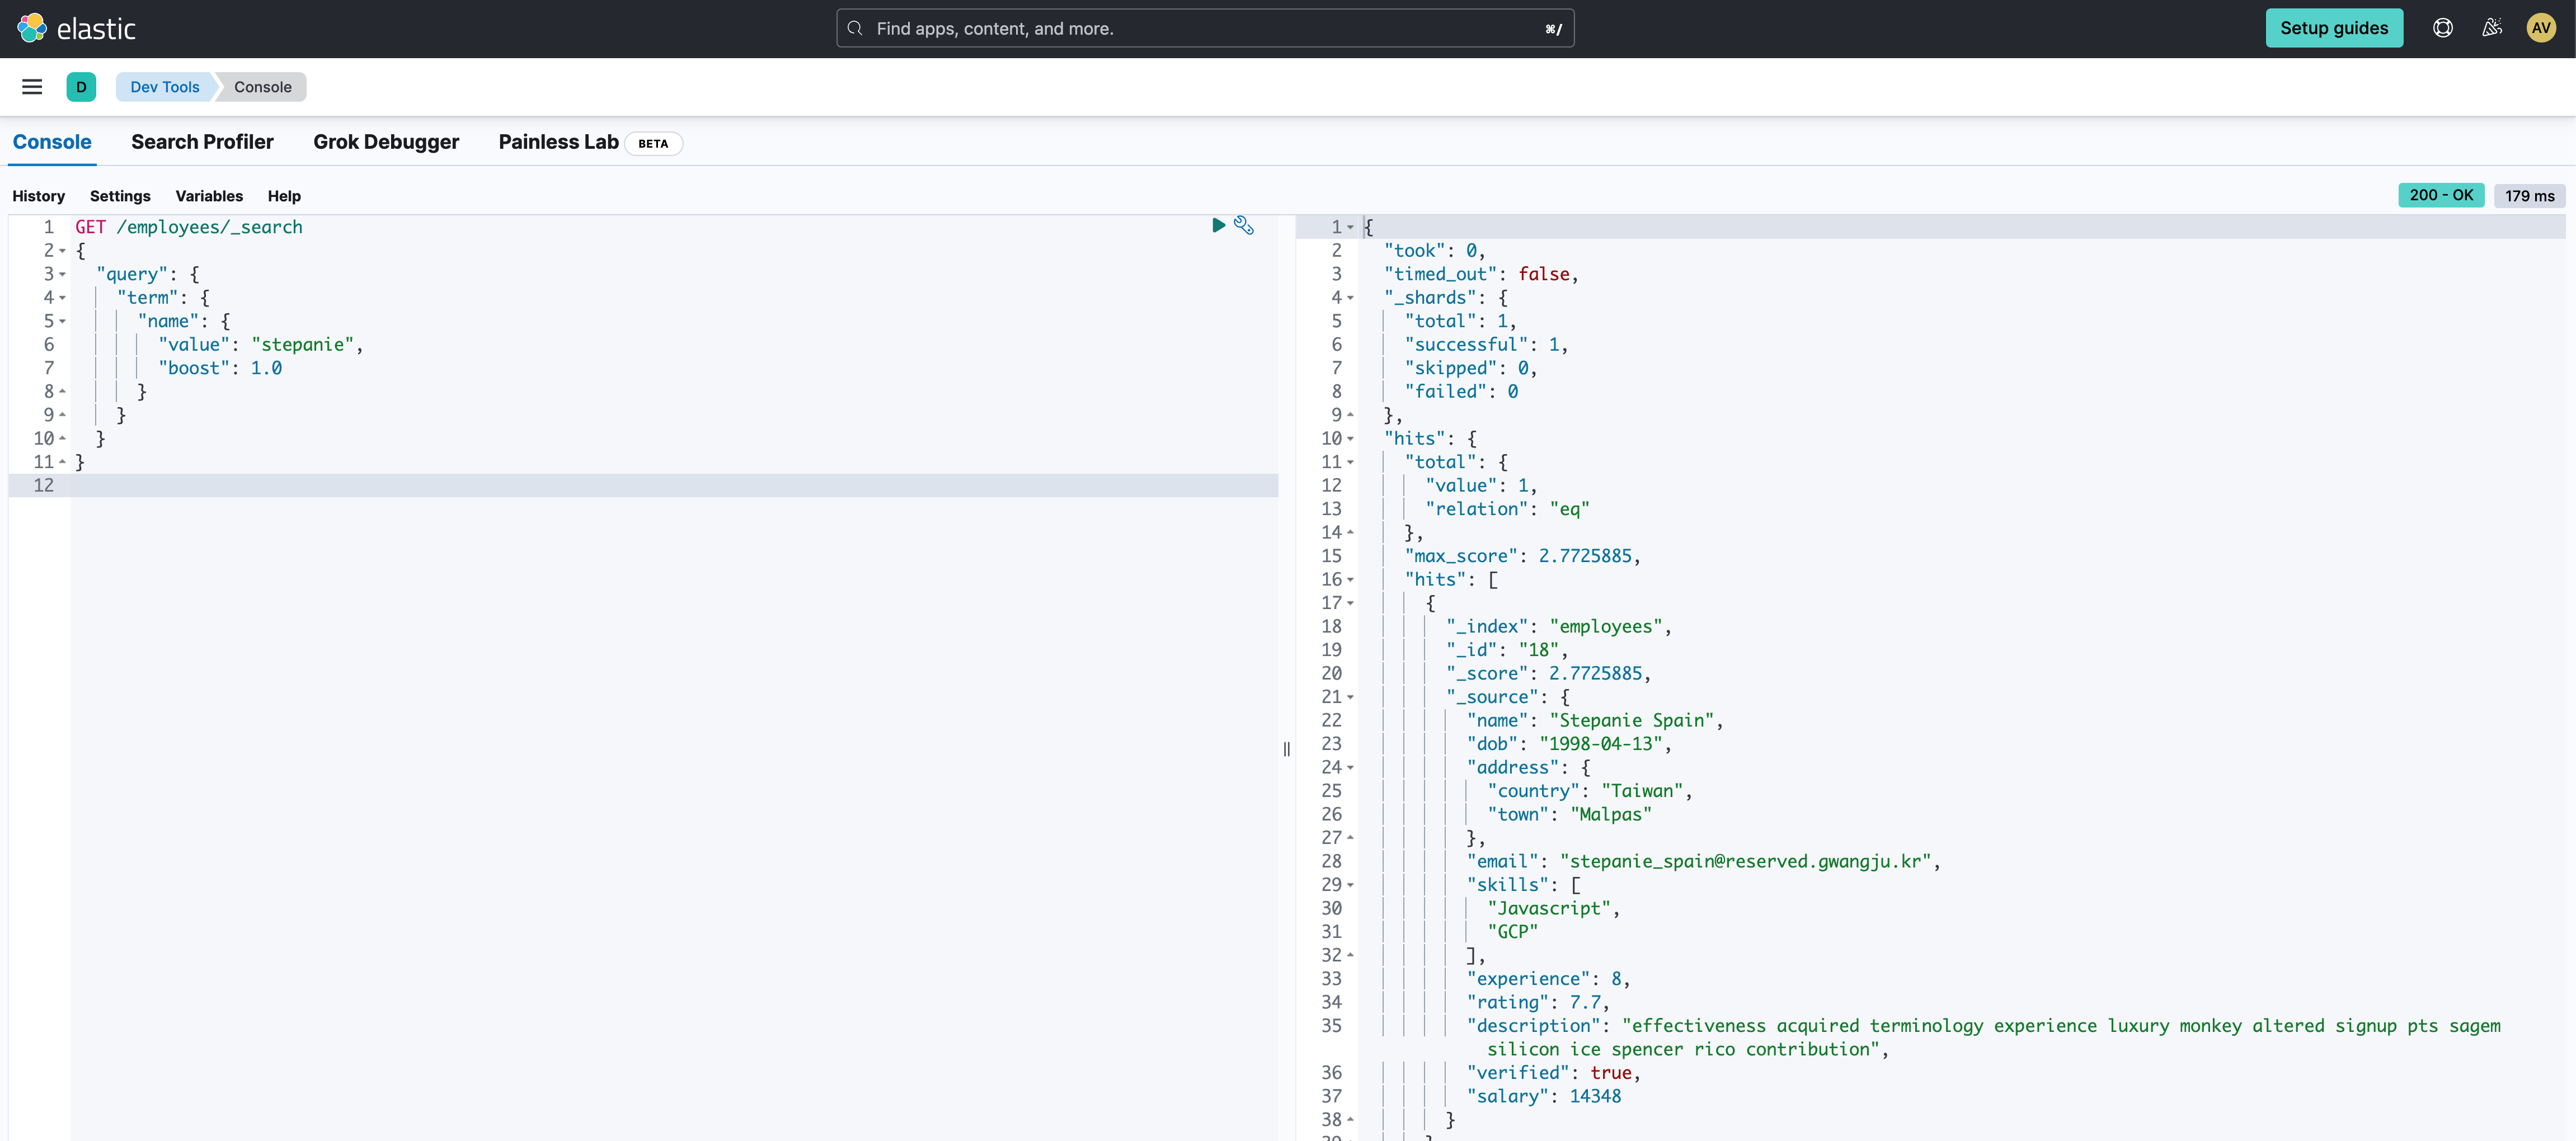 elastic
Find apps, content, and more.
⌘/
Setup guides
AV
D
Dev Tools
Console
Console
Search Profiler
Grok Debugger
Painless Lab
BETA
History
Settings
Variables
Help
200 - OK
179 ms
1 GET /employees/_search
2 {
3 "query": {
4 "term": {
5 "name": {
6 "value": "stepanie",
7 "boost": 1.0
8 }
9 }
10 }
11 }
12
1 {
2 "took": 0,
3 "timed_out": false,
4 "_shards": {
5 "total": 1,
6 "successful": 1,
7 "skipped": 0,
8 "failed": 0
9 },
10 "hits": {
11 "total": {
12 "value": 1,
13 "relation": "eq"
14 },
15 "max_score": 2.7725885,
16 "hits": [
17 {
18 "_index": "employees",
19 "_id": "18",
20 "_score": 2.7725885,
21 "_source": {
22 "name": "Stepanie Spain",
23 "dob": "1998-04-13",
24 "address": {
25 "country": "Taiwan",
26 "town": "Malpas"
27 },
28 "email": "stepanie_spain@reserved.gwangju.kr",
29 "skills": [
30 "Javascript",
31 "GCP"
32 ],
33 "experience": 8,
34 "rating": 7.7,
35 "description": "effectiveness acquired terminology experience luxury monkey altered signup pts sagem
silicon ice spencer rico contribution",
36 "verified": true,
37 "salary": 14348
38 }